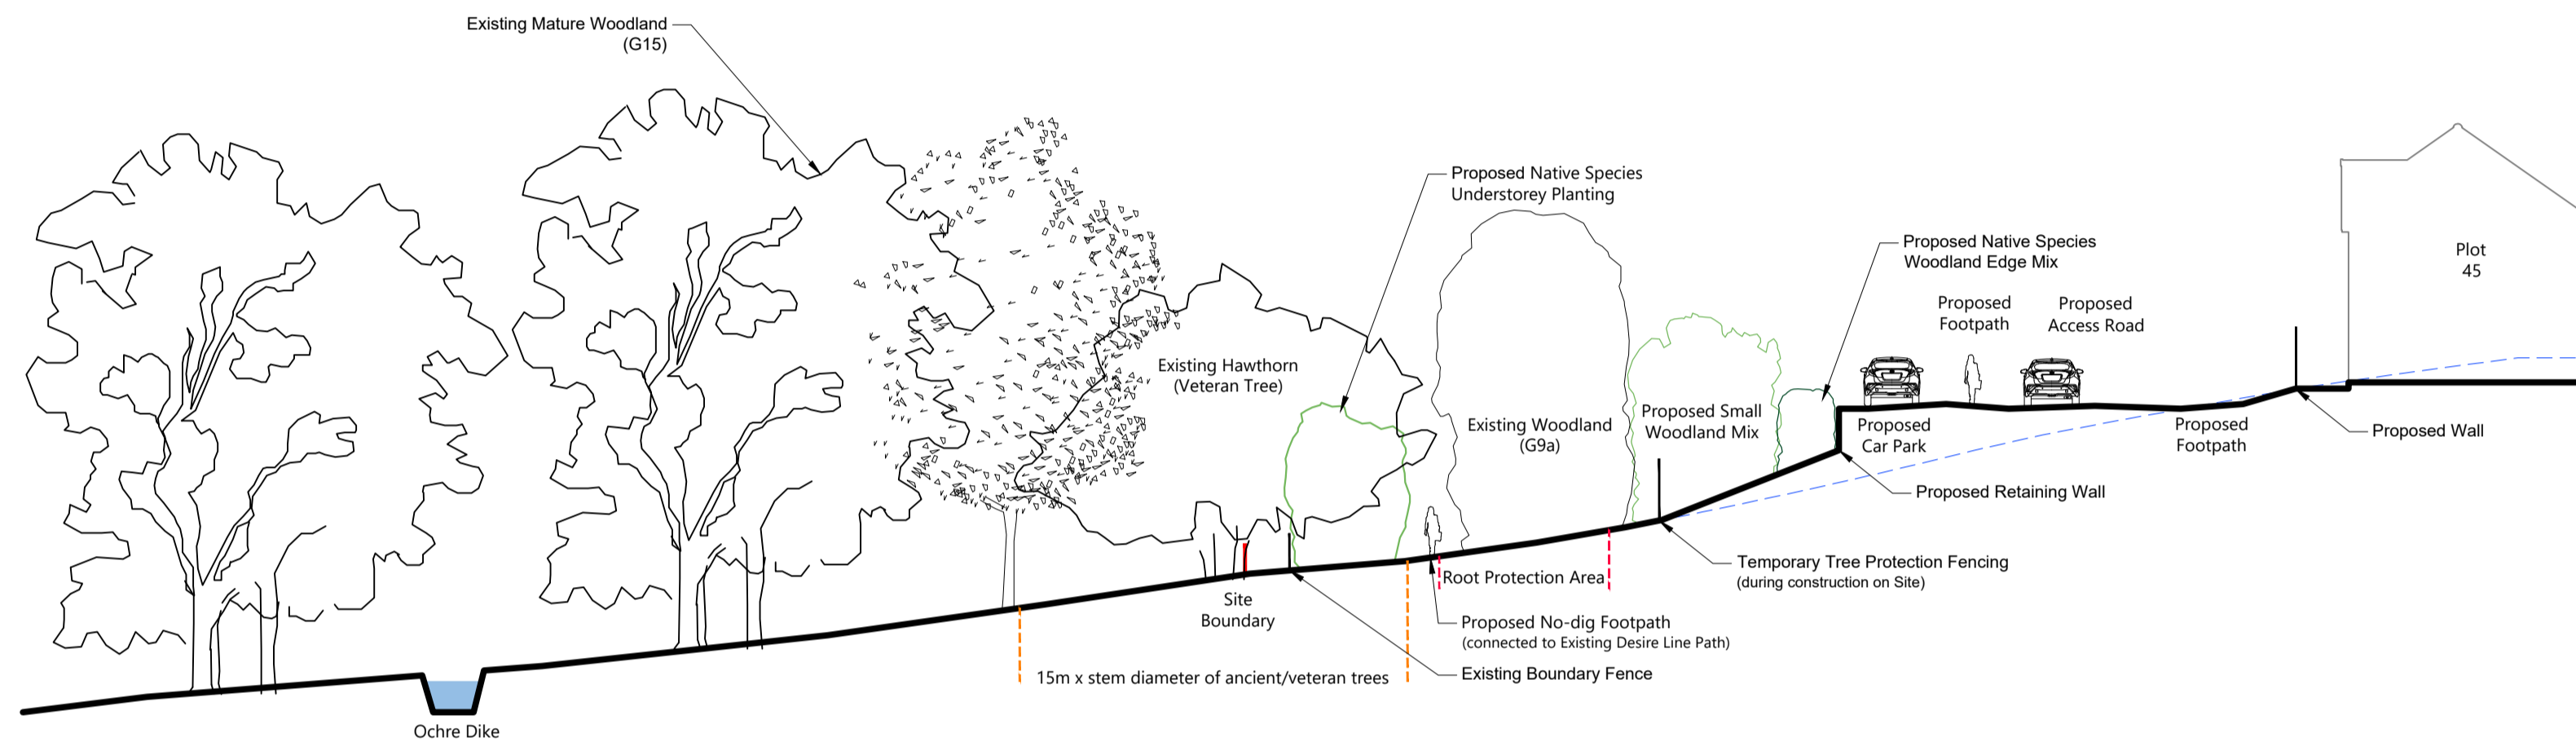 Existing Mature Woodland
(G15)
Proposed Native Species
Understorey Planting
Proposed Native Species
Woodland Edge Mix
Plot
45
Proposed
Footpath
Proposed
Access Road
Existing Hawthorn
(Veteran Tree)
Existing Woodland
(G9a)
Proposed Small
Woodland Mix
Proposed
Car Park
Proposed
Footpath
Proposed Wall
Proposed Retaining Wall
Temporary Tree Protection Fencing
(during construction on Site)
Root Protection Area
Site
Boundary
Proposed No-dig Footpath
(connected to Existing Desire Line Path)
Existing Boundary Fence
15m x stem diameter of ancient/veteran trees
Ochre Dike